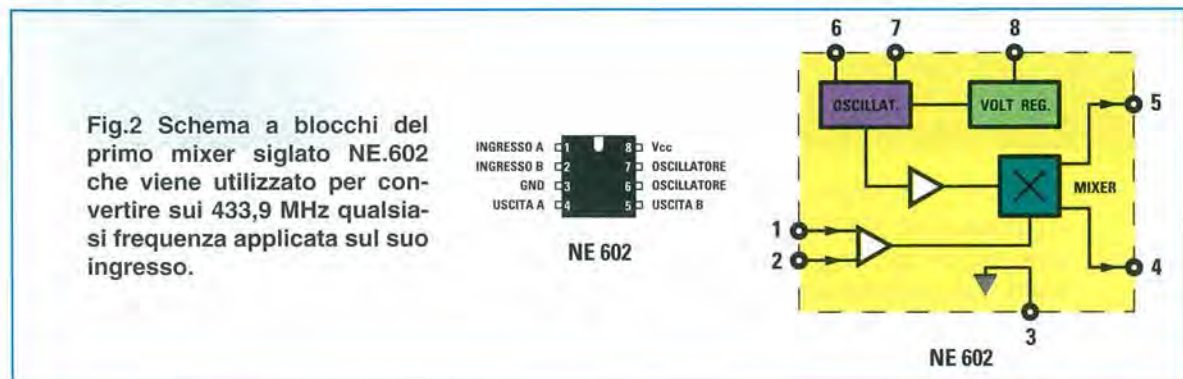 Fig.2 Schema a blocchi del
primo mixer siglato NE.602
che viene utilizzato per con-
vertire sui 433,9 MHz qualsia-
si frequenza applicata sul suo
ingresso.
INGRESSO A 1 8 Vcc
INGRESSO B 2 7 OSCILLATORE
GND 3 6 OSCILLATORE
USCITA A 4 5 USCITA B
NE 602
6 7 8
OSCILLAT. VOLT REG.
5
MIXER
1
2
4
3
NE 602